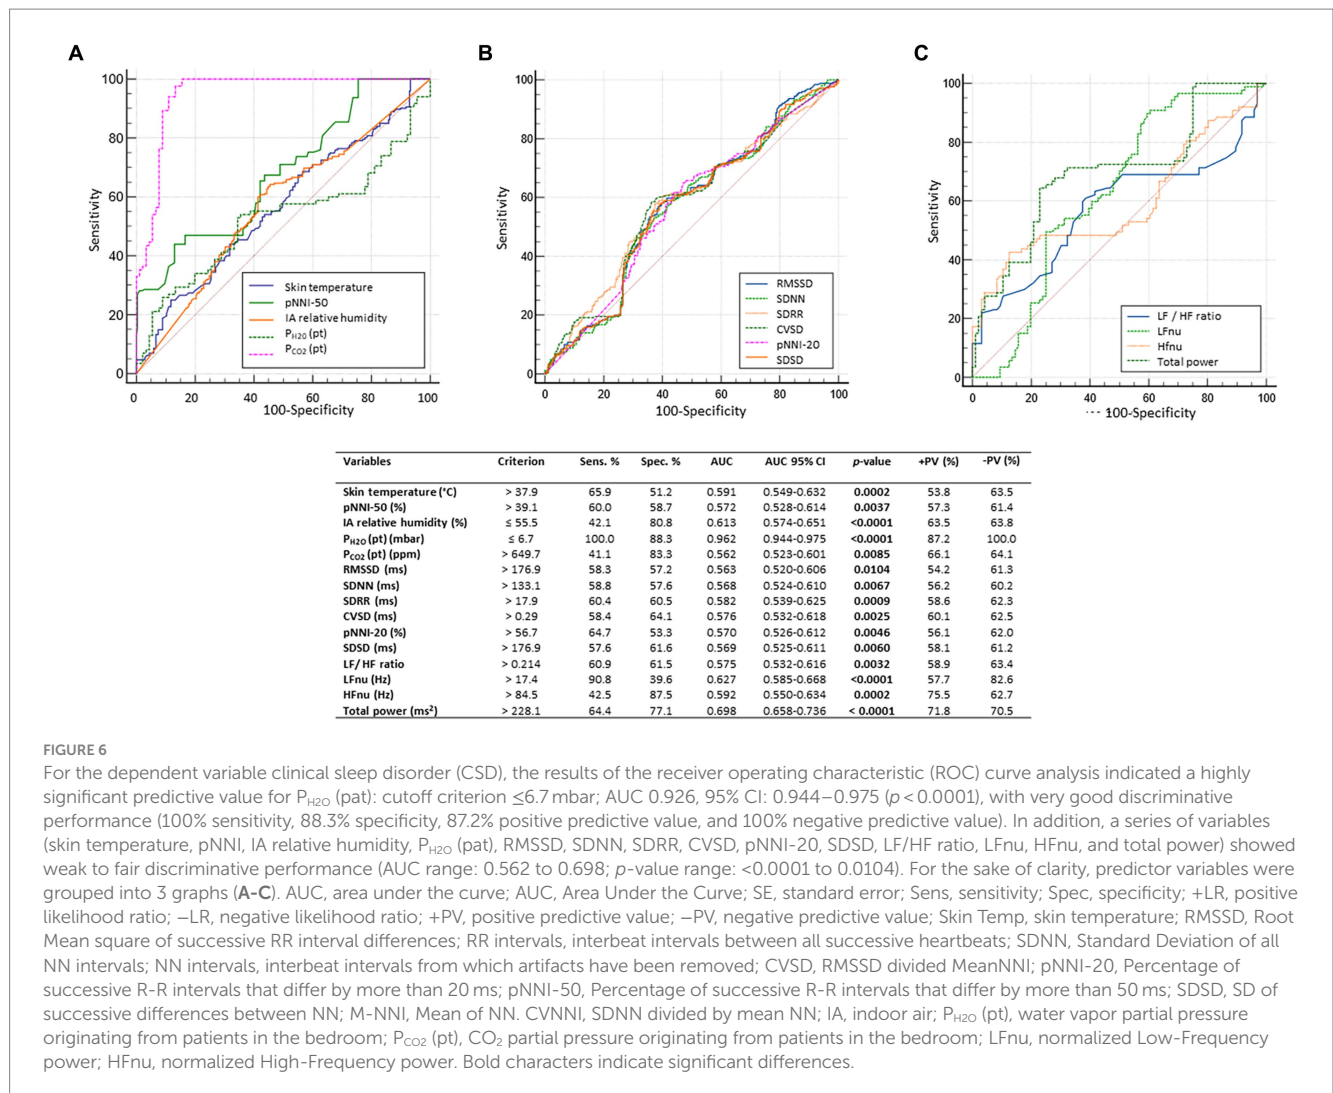 A
B
C
100
80
60
40
20
0
Sensitivity
0 20 40 60 80 100
100-Specificity
Skin temperature
pNNI-50
IA relative humidity
PH2O (pt)
PCO2 (pt)
100
80
60
40
20
0
Sensitivity
0 20 40 60 80 100
100-Specificity
RMSSD
SDNN
SDRR
CVSD
pNNI-20
SDSD
100
80
60
40
20
0
Sensitivity
0 20 40 60 80 100
100-Specificity
LF / HF ratio
LFnu
Hfnu
Total power
Variables Criterion Sens. % Spec. % AUC AUC 95% CI p-value +PV (%) -PV (%)
Skin temperature (°C) > 37.9 65.9 51.2 0.591 0.549-0.632 0.0002 53.8 63.5
pNNI-50 (%) > 39.1 60.0 58.7 0.572 0.528-0.614 0.0037 57.3 61.4
IA relative humidity (%) ≤ 55.5 42.1 80.8 0.613 0.574-0.651 <0.0001 63.5 63.8
PH2O (pt) (mbar) ≤ 6.7 100.0 88.3 0.962 0.944-0.975 <0.0001 87.2 100.0
PCO2 (pt) (ppm) > 649.7 41.1 83.3 0.562 0.523-0.601 0.0085 66.1 64.1
RMSSD (ms) > 176.9 58.3 57.2 0.563 0.520-0.606 0.0104 54.2 61.3
SDNN (ms) > 133.1 58.8 57.6 0.568 0.524-0.610 0.0067 56.2 60.2
SDRR (ms) > 17.9 60.4 60.5 0.582 0.539-0.625 0.0009 58.6 62.3
CVSD (ms) > 0.29 58.4 64.1 0.576 0.532-0.618 0.0025 60.1 62.5
pNNI-20 (%) > 56.7 64.7 53.3 0.570 0.526-0.612 0.0046 56.1 62.0
SDSD (ms) > 176.9 57.6 61.6 0.569 0.525-0.611 0.0060 58.1 61.2
LF/ HF ratio > 0.214 60.9 61.5 0.575 0.532-0.616 0.0032 58.9 63.4
LFnu (Hz) > 17.4 90.8 39.6 0.627 0.585-0.668 <0.0001 57.7 82.6
HFnu (Hz) > 84.5 42.5 87.5 0.592 0.550-0.634 0.0002 75.5 62.7
Total power (ms²) > 228.1 64.4 77.1 0.698 0.658-0.736 < 0.0001 71.8 70.5
FIGURE 6
For the dependent variable clinical sleep disorder (CSD), the results of the receiver operating characteristic (ROC) curve analysis indicated a highly
significant predictive value for PH2O (pat): cutoff criterion ≤6.7 mbar; AUC 0.926, 95% CI: 0.944–0.975 (p < 0.0001), with very good discriminative
performance (100% sensitivity, 88.3% specificity, 87.2% positive predictive value, and 100% negative predictive value). In addition, a series of variables
(skin temperature, pNNI, IA relative humidity, PH2O (pat), RMSSD, SDNN, SDRR, CVSD, pNNI-20, SDSD, LF/HF ratio, LFnu, HFnu, and total power) showed
weak to fair discriminative performance (AUC range: 0.562 to 0.698; p-value range: <0.0001 to 0.0104). For the sake of clarity, predictor variables were
grouped into 3 graphs (A-C). AUC, area under the curve; AUC, Area Under the Curve; SE, standard error; Sens, sensitivity; Spec, specificity; +LR, positive
likelihood ratio; −LR, negative likelihood ratio; +PV, positive predictive value; −PV, negative predictive value; Skin Temp, skin temperature; RMSSD, Root
Mean square of successive RR interval differences; RR intervals, interbeat intervals between all successive heartbeats; SDNN, Standard Deviation of all
NN intervals; NN intervals, interbeat intervals from which artifacts have been removed; CVSD, RMSSD divided MeanNNI; pNNI-20, Percentage of
successive R-R intervals that differ by more than 20 ms; pNNI-50, Percentage of successive R-R intervals that differ by more than 50 ms; SDSD, SD of
successive differences between NN; M-NNI, Mean of NN. CVNNI, SDNN divided by mean NN; IA, indoor air; PH2O (pt), water vapor partial pressure
originating from patients in the bedroom; PCO2 (pt), CO₂ partial pressure originating from patients in the bedroom; LFnu, normalized Low-Frequency
power; HFnu, normalized High-Frequency power. Bold characters indicate significant differences.